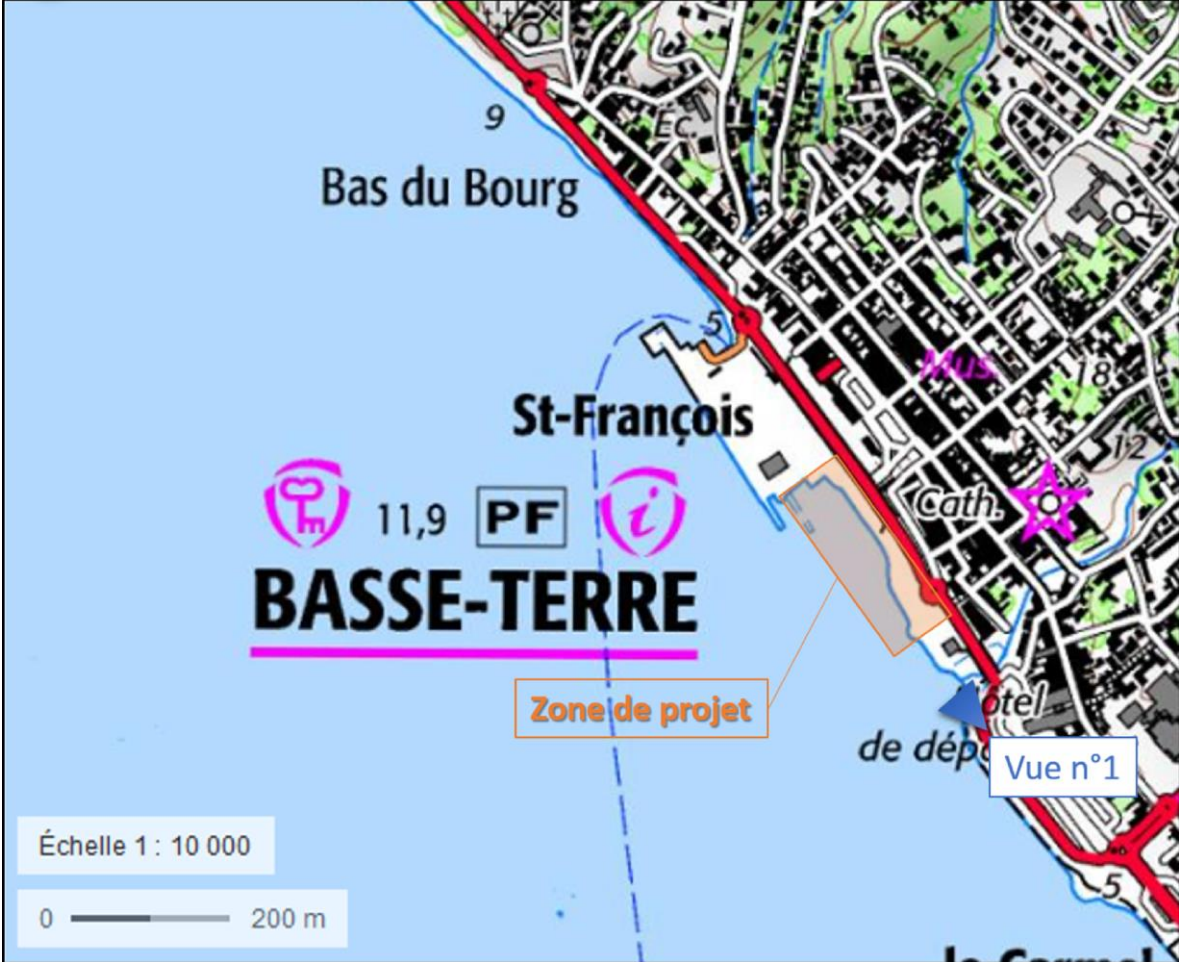 Éc.
9
Bas du Bourg
5
St-François
Mus.
18
12
Cath.
11,9
PF
i
BASSE-TERRE
Zone de projet
ôtel
de dép
Vue n°1
Échelle 1 : 10 000
0
200 m
5